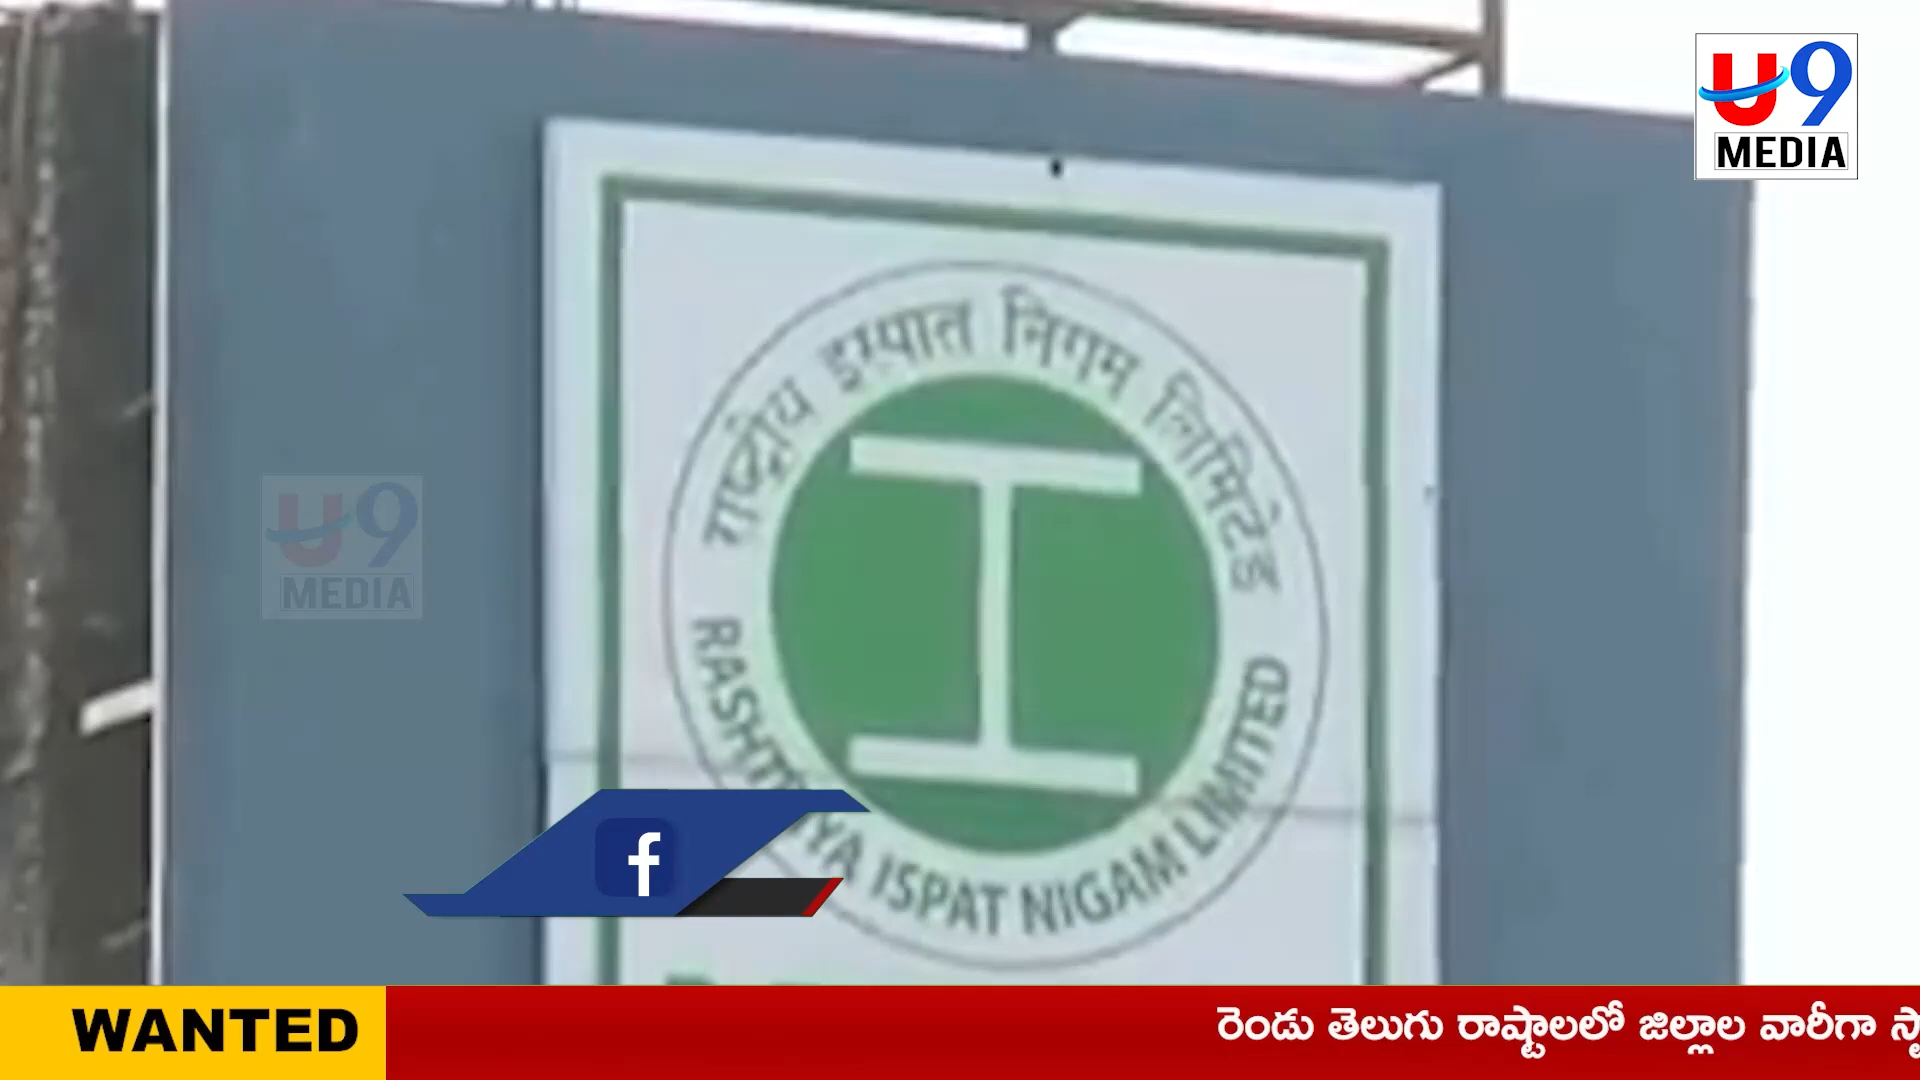 U9
MEDIA
राष्ट्रीय इस्पात निगम लिमिटेड
U9
MEDIA
RASHTRIYA ISPAT NIGAM LIMITED
f
WANTED
రెండు తెలుగు రాష్ట్రాలలో జిల్లాల వారీగా